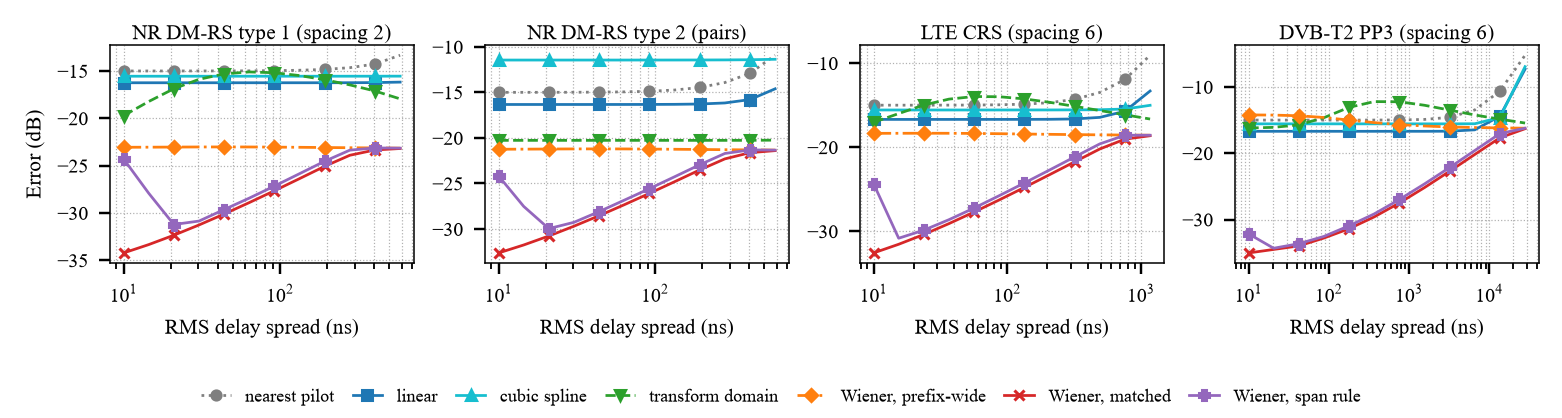 NR DM-RS type 1 (spacing 2) NR DM-RS type 2 (pairs) LTE CRS (spacing 6) DVB-T2 PP3 (spacing 6)
Error (dB)
−15
−20
−25
−30
−35
10¹ 10²
RMS delay spread (ns)
−10
−15
−20
−25
−30
10¹ 10²
RMS delay spread (ns)
−10
−20
−30
10¹ 10² 10³
RMS delay spread (ns)
−10
−20
−30
10¹ 10² 10³ 10⁴
RMS delay spread (ns)
nearest pilot linear cubic spline transform domain Wiener, prefix-wide Wiener, matched Wiener, span rule